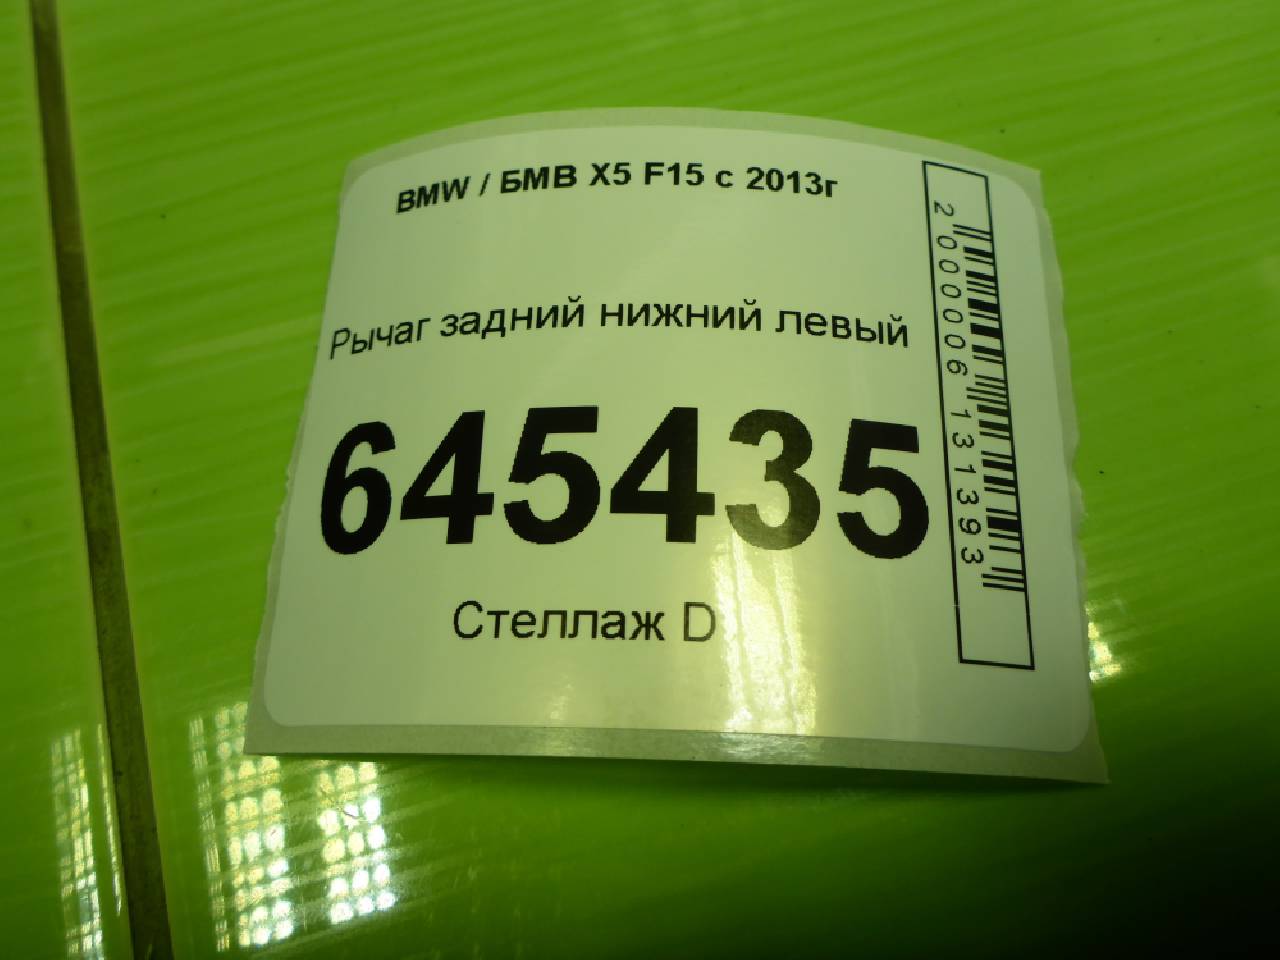 BMW / БМВ X5 F15 с 2013г
Рычаг задний нижний левый
645435
Стеллаж D
2000006131393